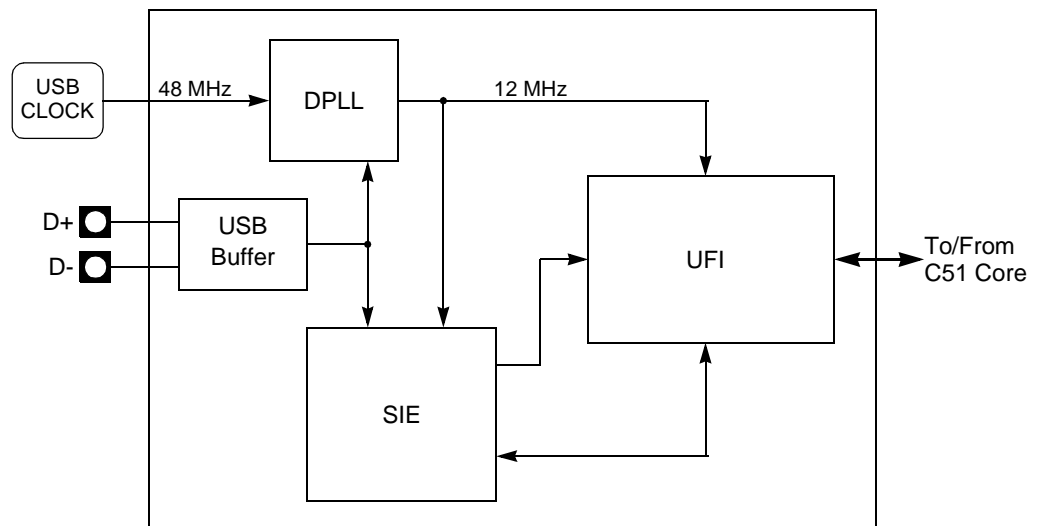 USB
CLOCK
48 MHz
DPLL
12 MHz
D+
D-
USB
Buffer
UFI
To/From
C51 Core
SIE